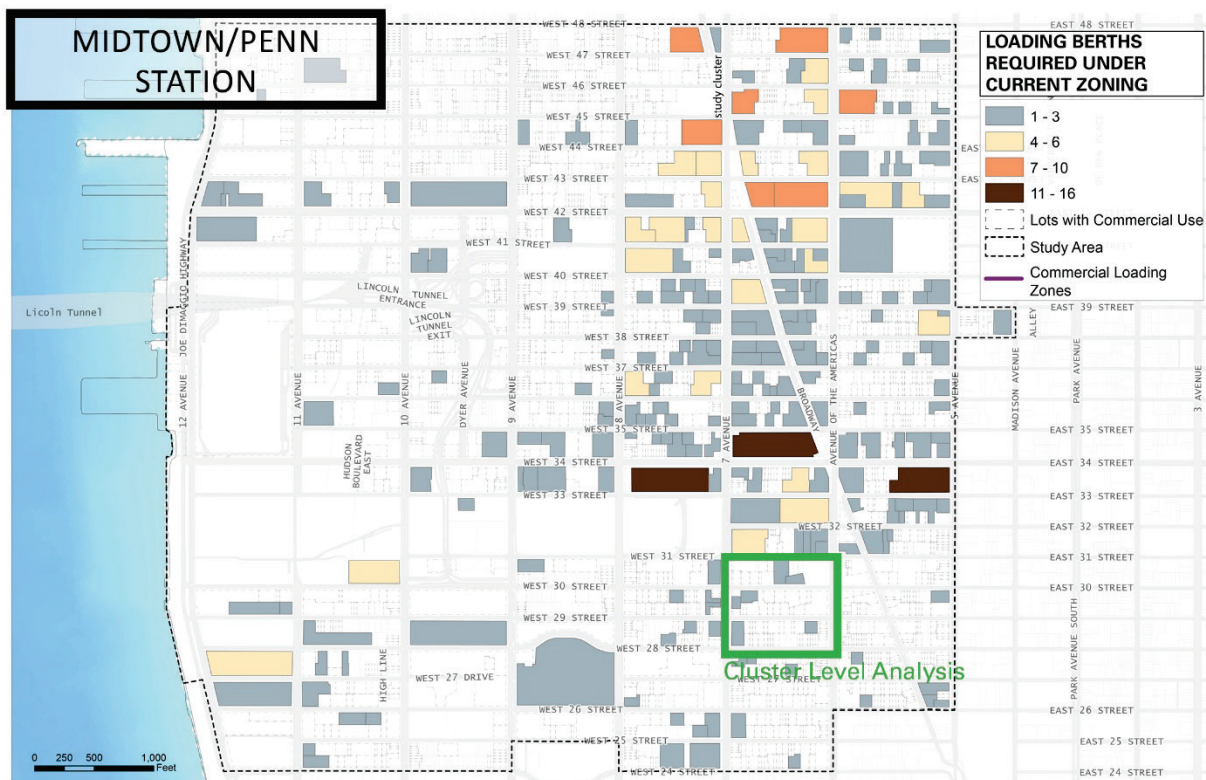 MIDTOWN/PENN
STATION
LOADING BERTHS
REQUIRED UNDER
CURRENT ZONING
1 - 3
4 - 6
7 - 10
11 - 16
Lots with Commercial Use
Study Area
Commercial Loading
Zones
WEST 48 STREET
EAST 48 STREET
WEST 47 STREET
WEST 46 STREET
study cluster
WEST 45 STREET
WEST 44 STREET
EAS
WEST 43 STREET
EAS
WEST 42 STREET
WEST 41 STREET
WEST 40 STREET
LINCOLN TUNNEL
ENTRANCE
WEST 39 STREET
EAST 39 STREET
Licoln Tunnel
LINCOLN
TUNNEL
EXIT
WEST 38 STREET
WEST 37 STREET
12 AVENUE
JOE DIMAGGIO HIGHWAY
11 AVENUE
10 AVENUE
DYER AVENUE
9 AVENUE
8 AVENUE
7 AVENUE
BROADWAY
AVENUE OF THE AMERICAS
5 AVENUE
MADISON AVENUE
ALLEY
PARK AVENUE
3 AVENUE
WEST 35 STREET
EAST 35 STREET
HUDSON
BOULEVARD
EAST
WEST 34 STREET
EAST 34 STREET
WEST 33 STREET
EAST 33 STREET
WEST 32 STREET
EAST 32 STREET
WEST 31 STREET
EAST 31 STREET
WEST 30 STREET
EAST 30 STREET
WEST 29 STREET
WEST 28 STREET
HIGH LINE
PARK AVENUE SOUTH
Cluster Level Analysis
WEST 27 DRIVE
WEST 27 STREET
WEST 26 STREET
EAST 26 STREET
WEST 25 STREET
EAST 25 STREET
WEST 24 STREET
EAST 24 STREET
0 250 500 1,000
Feet